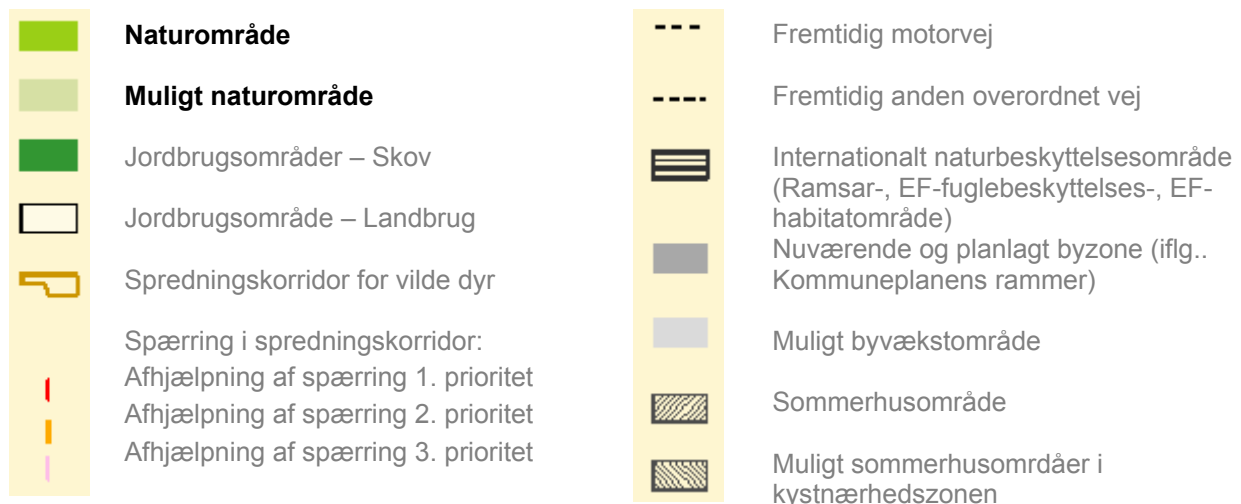 Naturområde
Muligt naturområde
Jordbrugsområder – Skov
Jordbrugsområde – Landbrug
Spredningskorridor for vilde dyr
Spærring i spredningskorridor:
Afhjælpning af spærring 1. prioritet
Afhjælpning af spærring 2. prioritet
Afhjælpning af spærring 3. prioritet
Fremtidig motorvej
Fremtidig anden overordnet vej
Internationalt naturbeskyttelsesområde
(Ramsar-, EF-fuglebeskyttelses-, EF-
habitatområde)
Nuværende og planlagt byzone (iflg..
Kommuneplanens rammer)
Muligt byvækstområde
Sommerhusområde
Muligt sommerhusomrdåer i
kystnærhedszonen